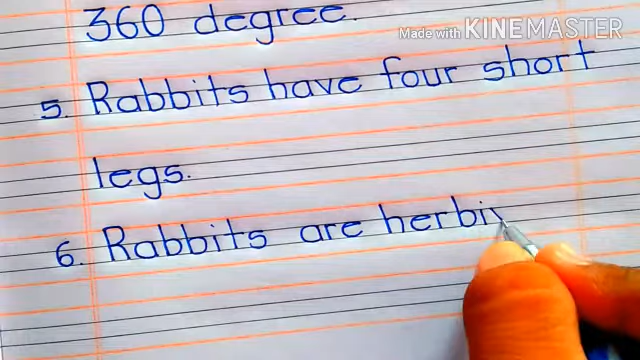 360 degree.
Made with KINEMASTER
5. Rabbits have four short
legs.
6. Rabbits are herbi